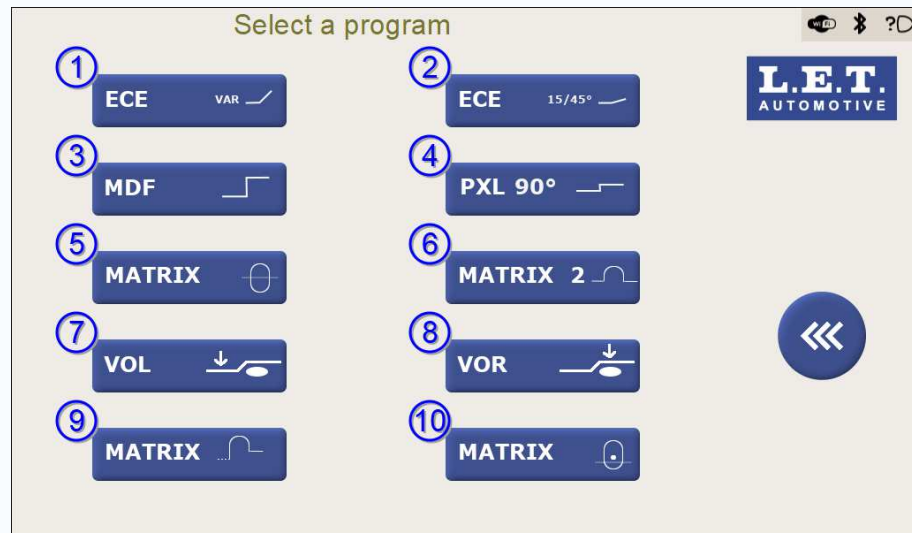 Select a program
WiFi ?
L.E.T.
AUTOMOTIVE
1
ECE VAR
2
ECE 15/45°
3
MDF
4
PXL 90°
5
MATRIX
6
MATRIX 2
7
VOL
8
VOR
9
MATRIX
10
MATRIX